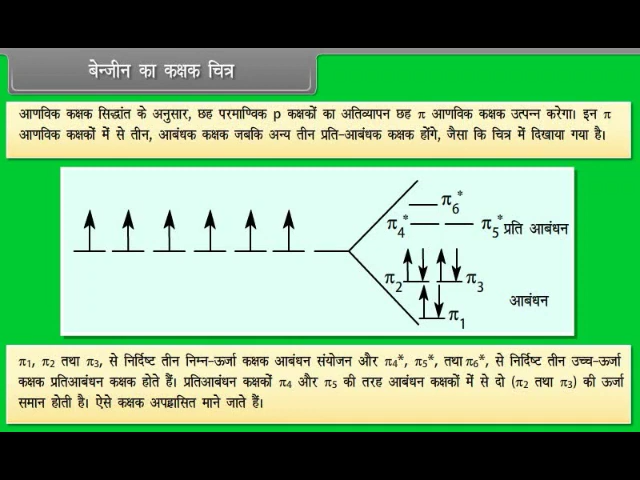 बेन्जीन का कक्षक चित्र
आणविक कक्षक सिद्धांत के अनुसार, छह परमाण्विक p कक्षकों का अतिव्यापन छह π आणविक कक्षक उत्पन्न करेगा। इन π
आणविक कक्षकों में से तीन, आबंधक कक्षक जबकि अन्य तीन प्रति-आबंधक कक्षक होंगे, जैसा कि चित्र में दिखाया गया है।
π6*
π4* π5* प्रति आबंधन
π2 π3
आबंधन
π1
π1, π2 तथा π3, से निर्दिष्ट तीन निम्न-ऊर्जा कक्षक आबंधन संयोजन और π4*, π5*, तथा π6*, से निर्दिष्ट तीन उच्च-ऊर्जा
कक्षक प्रतिआबंधन कक्षक होते हैं। प्रतिआबंधन कक्षकों π4 और π5 की तरह आबंधन कक्षकों में से दो (π2 तथा π3) की ऊर्जा
समान होती है। ऐसे कक्षक अपह्रासित माने जाते हैं।